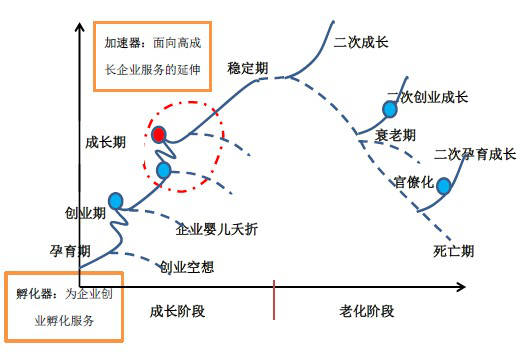 加速器：面向高成
长企业服务的延伸
二次成长
稳定期
二次创业成长
成长期
衰老期
二次孕育成长
官僚化
创业期
企业婴儿夭折
孕育期
死亡期
创业空想
孵化器：为企业创
业孵化服务
成长阶段
老化阶段